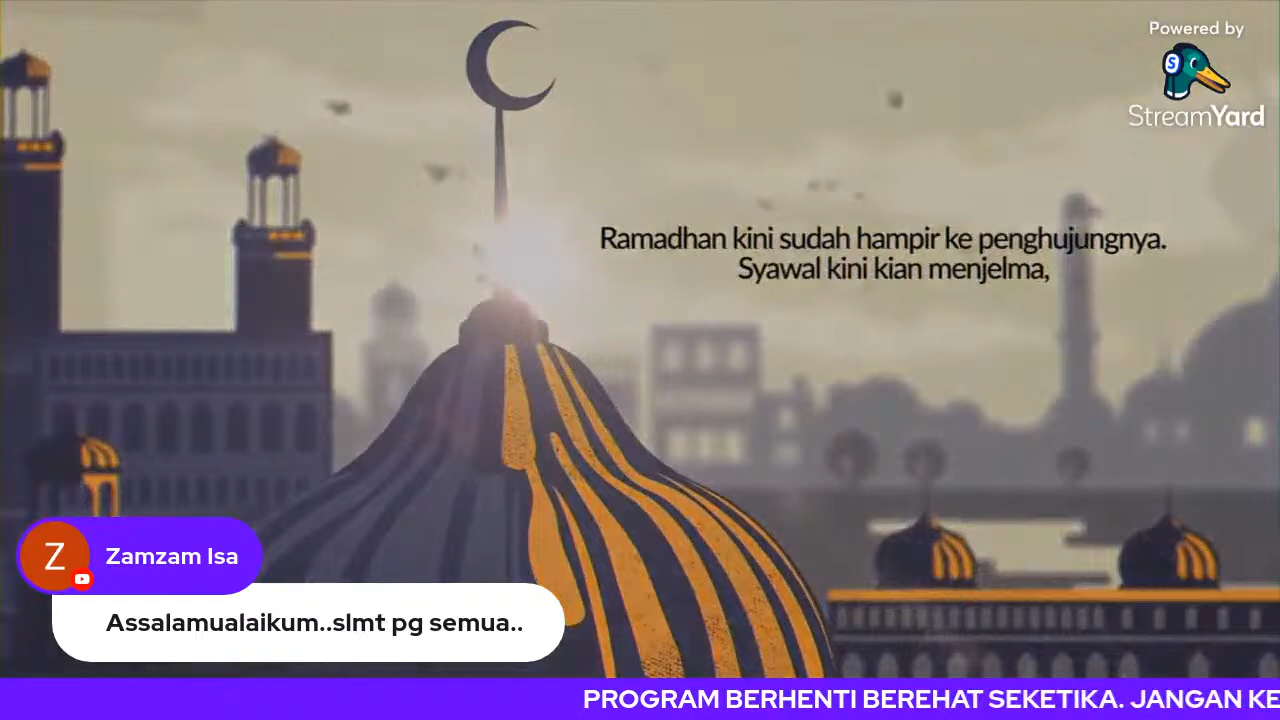 Powered by
S
StreamYard
Ramadhan kini sudah hampir ke penghujungnya.
Syawal kini kian menjelma,
Z
Zamzam Isa
Assalamualaikum..slmt pg semua..
PROGRAM BERHENTI BEREHAT SEKETIKA. JANGAN KE